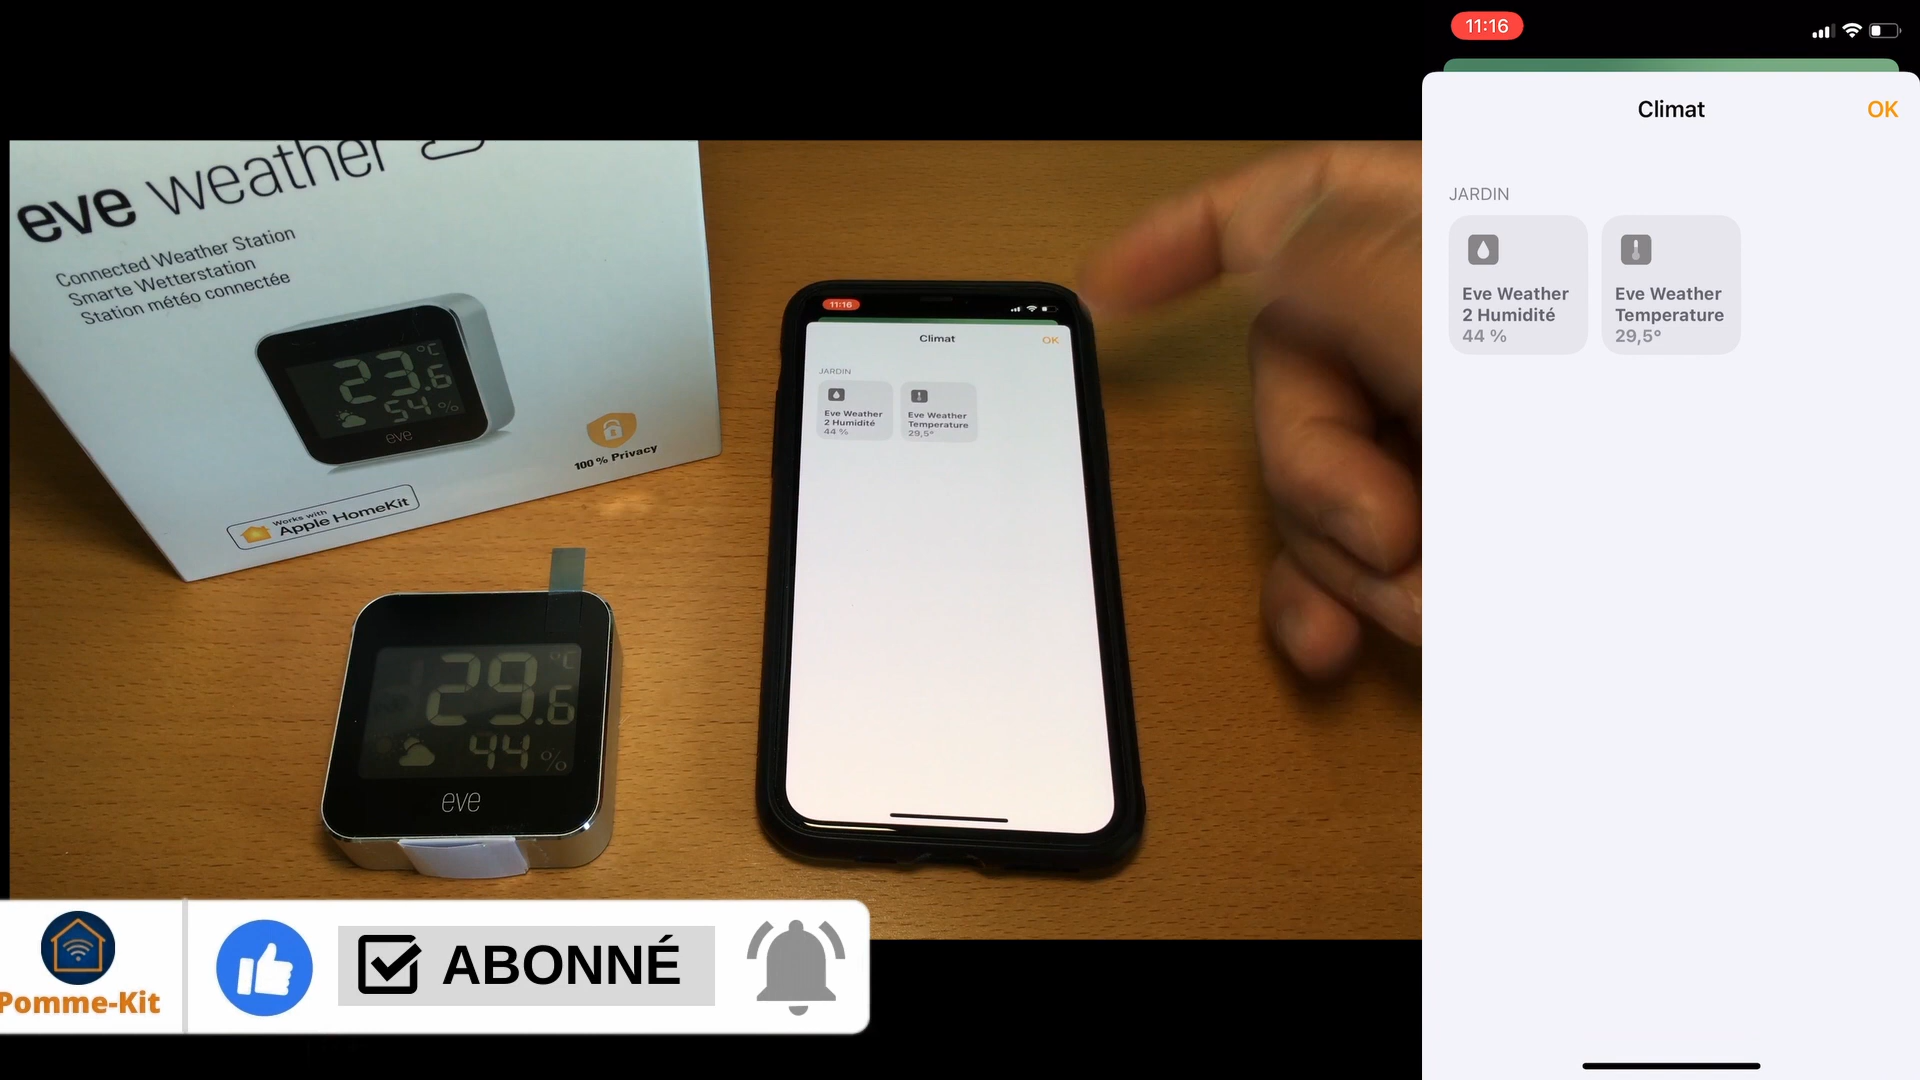 eve weather
Connected Weather Station
Smarte Wetterstation
Station météo connectée
23.6 °C
54 %
eve
100 % Privacy
Works with
Apple HomeKit
29.6 °C
44 %
eve
11:16
Climat
OK
JARDIN
Eve Weather
2 Humidité
44 %
Eve Weather
Temperature
29,5°
Pomme-Kit
ABONNÉ
11:16
Climat
OK
JARDIN
Eve Weather
2 Humidité
44 %
Eve Weather
Temperature
29,5°